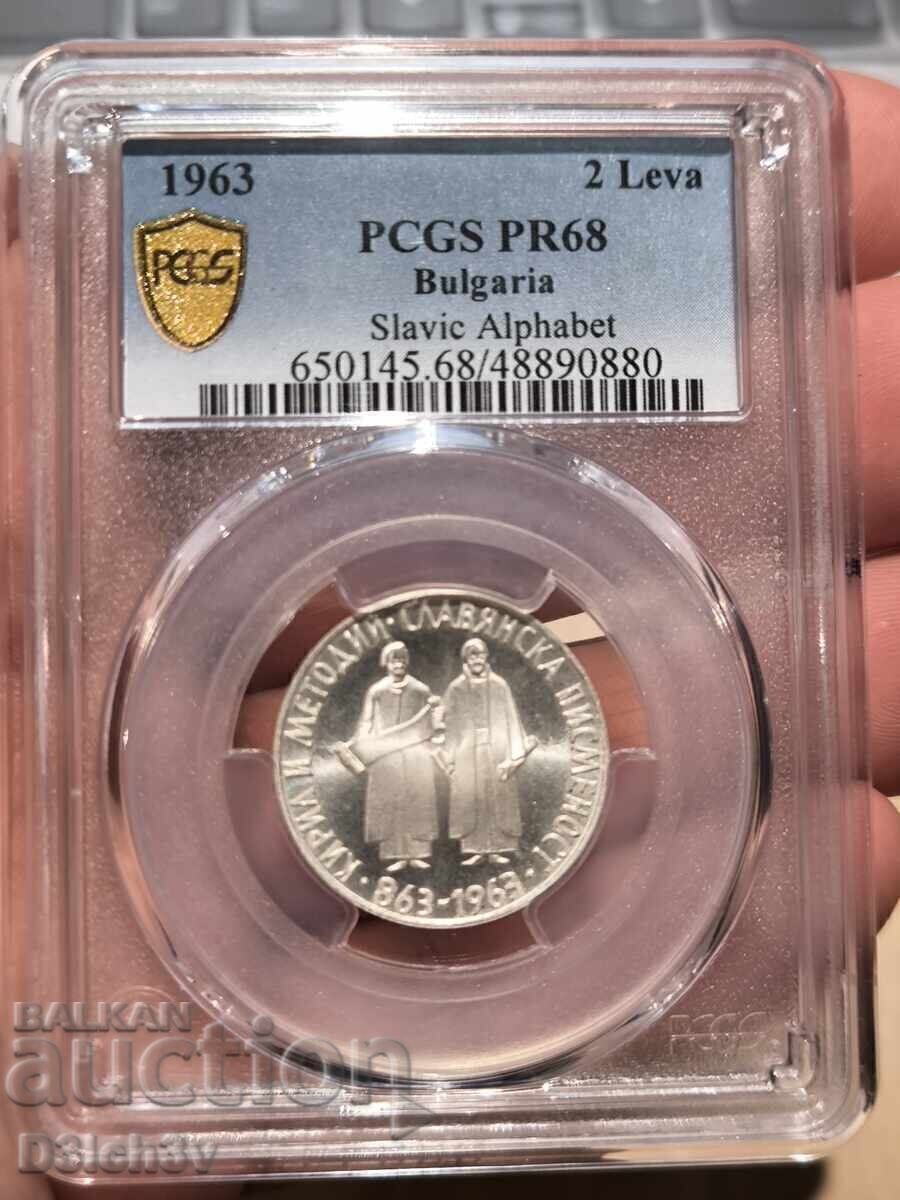 1963 2 Leva
PCGS PCGS PR68
Bulgaria
Slavic Alphabet
650145.68/48890880
КИРИЛ И МЕТОДИЙ · СЛАВЯНСКА ПИСМЕНОСТ ·
· 863-1963 ·
PCGS
BALKAN
auction
D3lch3v